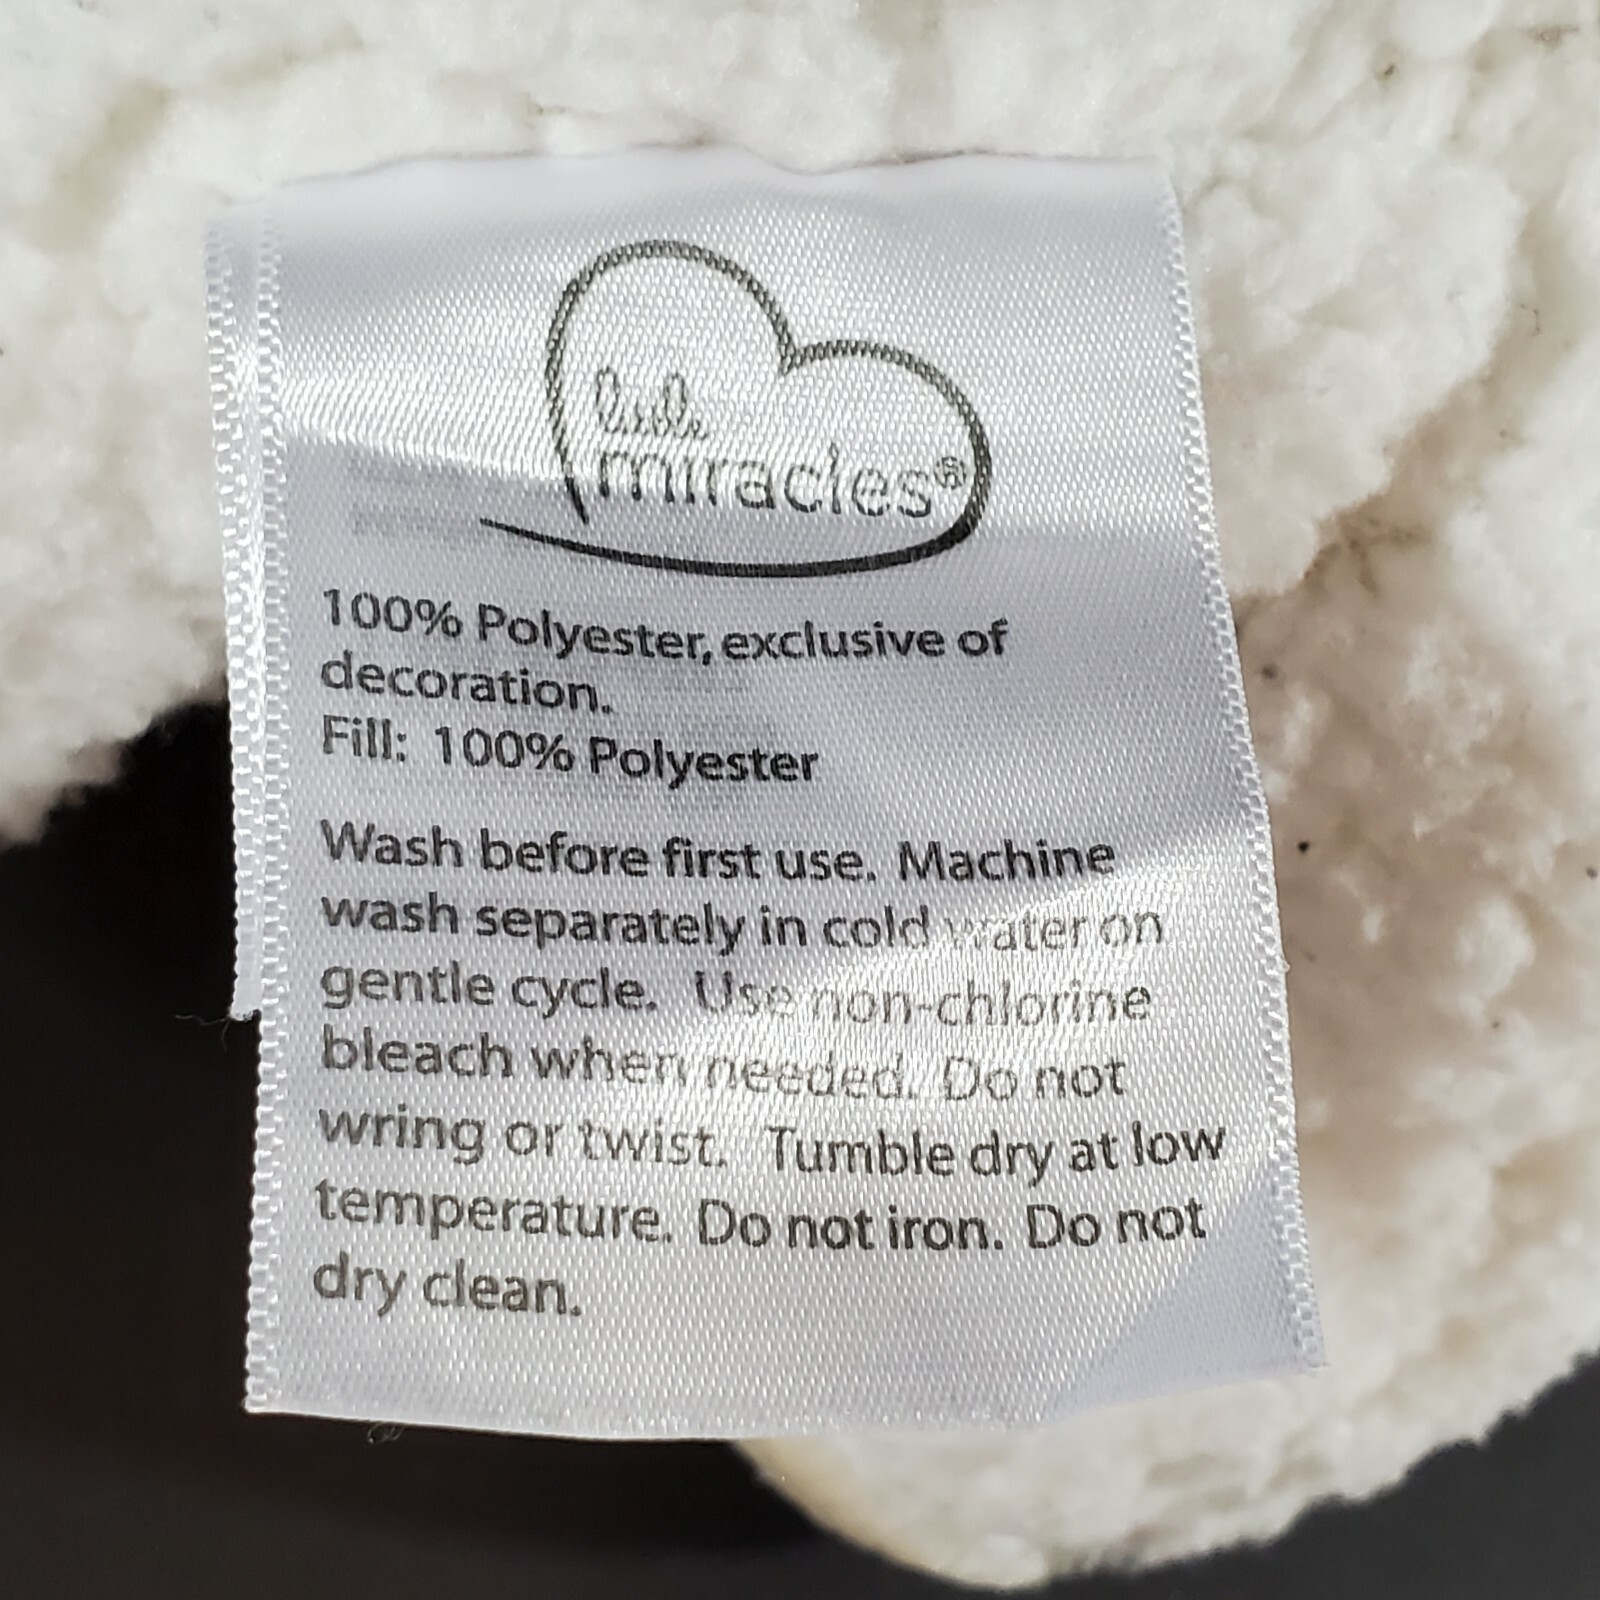 little
miracles®
100% Polyester, exclusive of
decoration.
Fill: 100% Polyester
Wash before first use. Machine
wash separately in cold water on
gentle cycle. Use non-chlorine
bleach when needed. Do not
wring or twist. Tumble dry at low
temperature. Do not iron. Do not
dry clean.